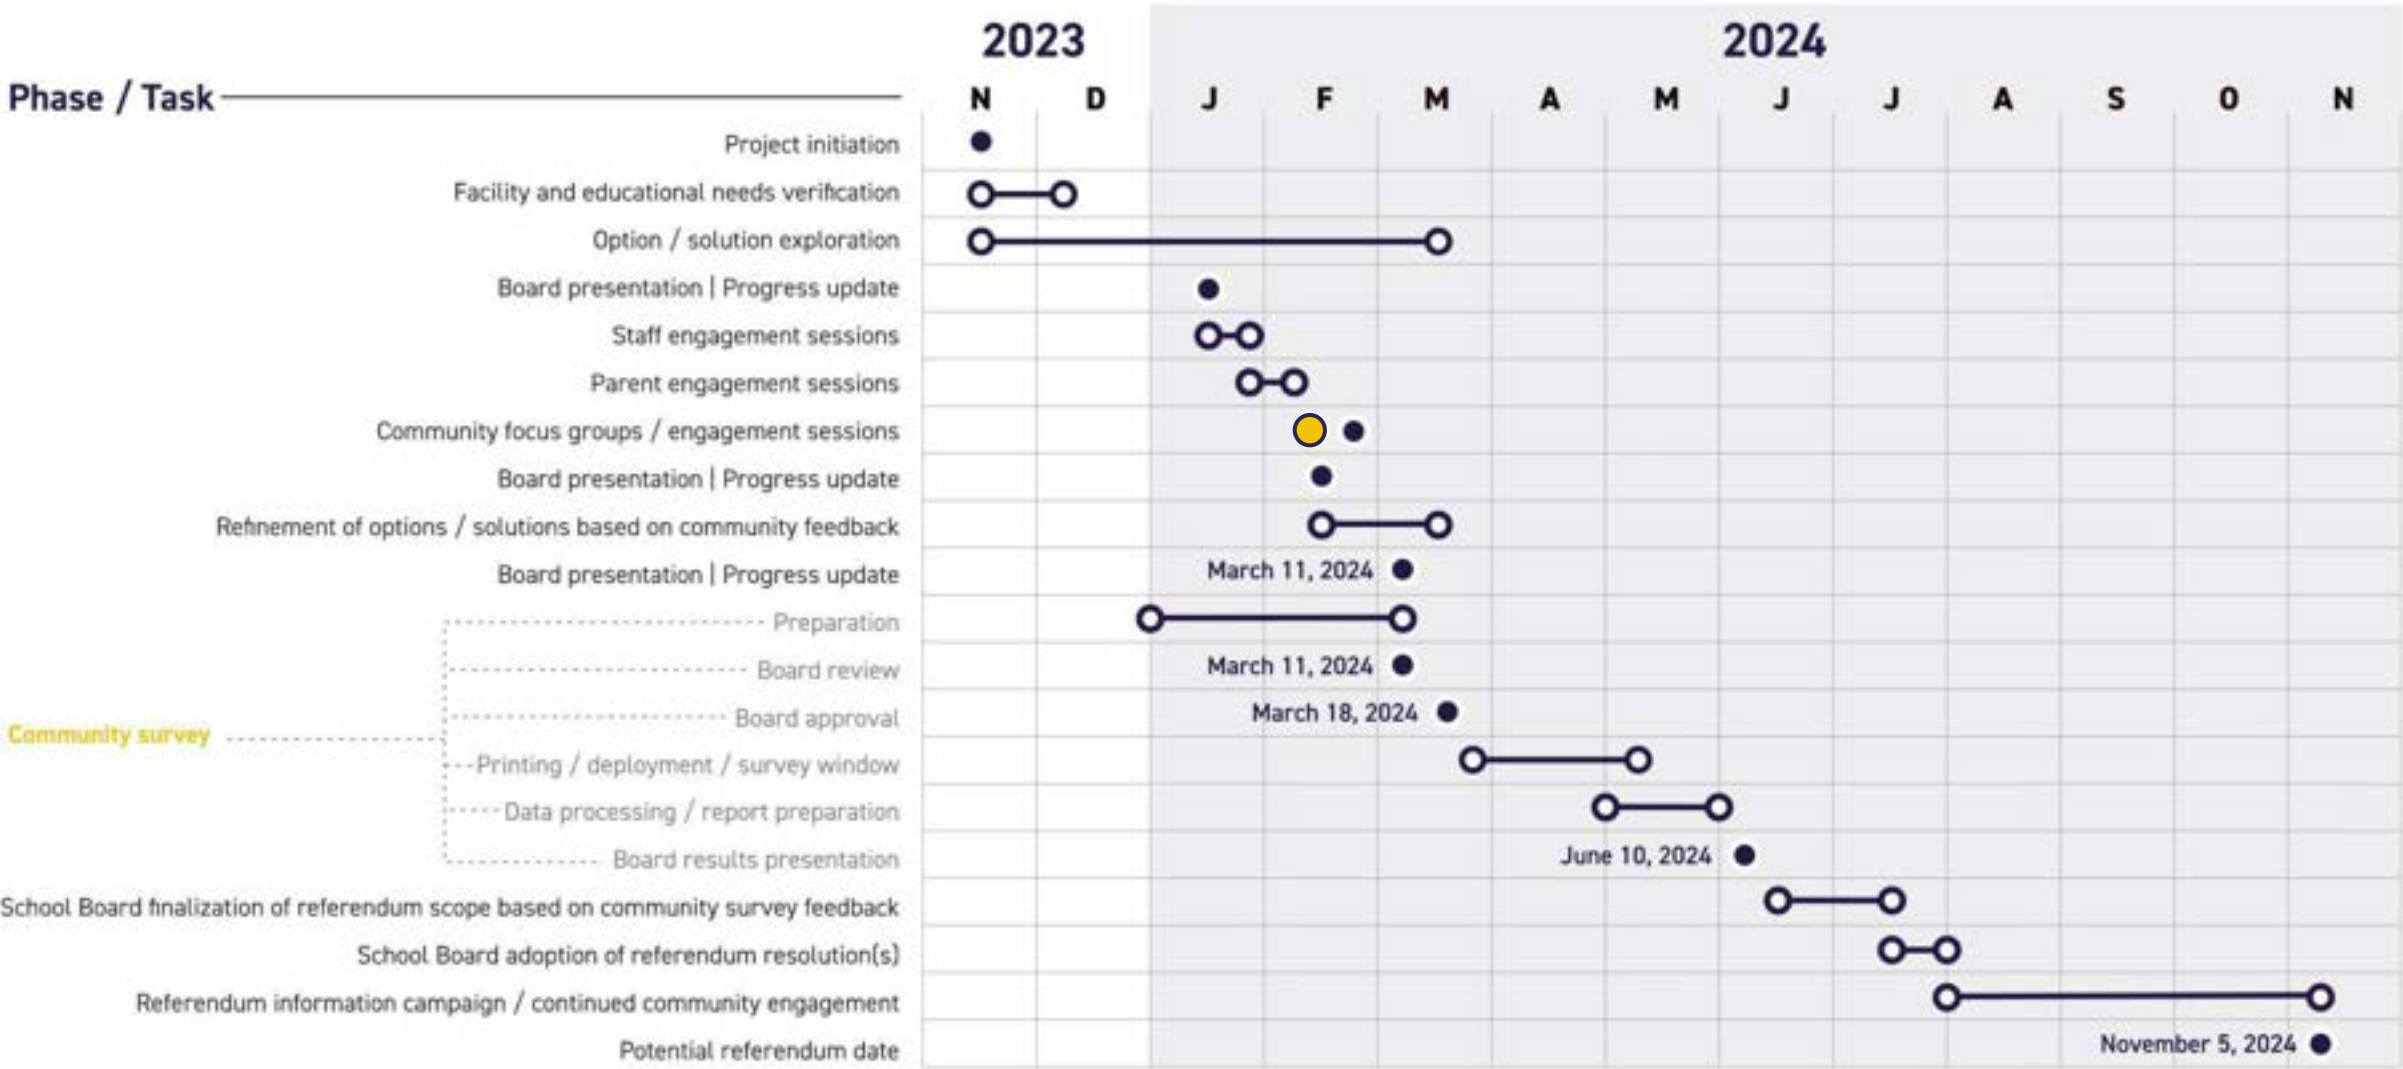 2023 2024
Phase / Task N D J F M A M J J A S O N
Project initiation
Facility and educational needs verification
Option / solution exploration
Board presentation | Progress update
Staff engagement sessions
Parent engagement sessions
Community focus groups / engagement sessions
Board presentation | Progress update
Refinement of options / solutions based on community feedback
Board presentation | Progress update March 11, 2024
Preparation
Board review March 11, 2024
Board approval March 18, 2024
Community survey
Printing / deployment / survey window
Data processing / report preparation
Board results presentation June 10, 2024
School Board finalization of referendum scope based on community survey feedback
School Board adoption of referendum resolution(s)
Referendum information campaign / continued community engagement
Potential referendum date November 5, 2024